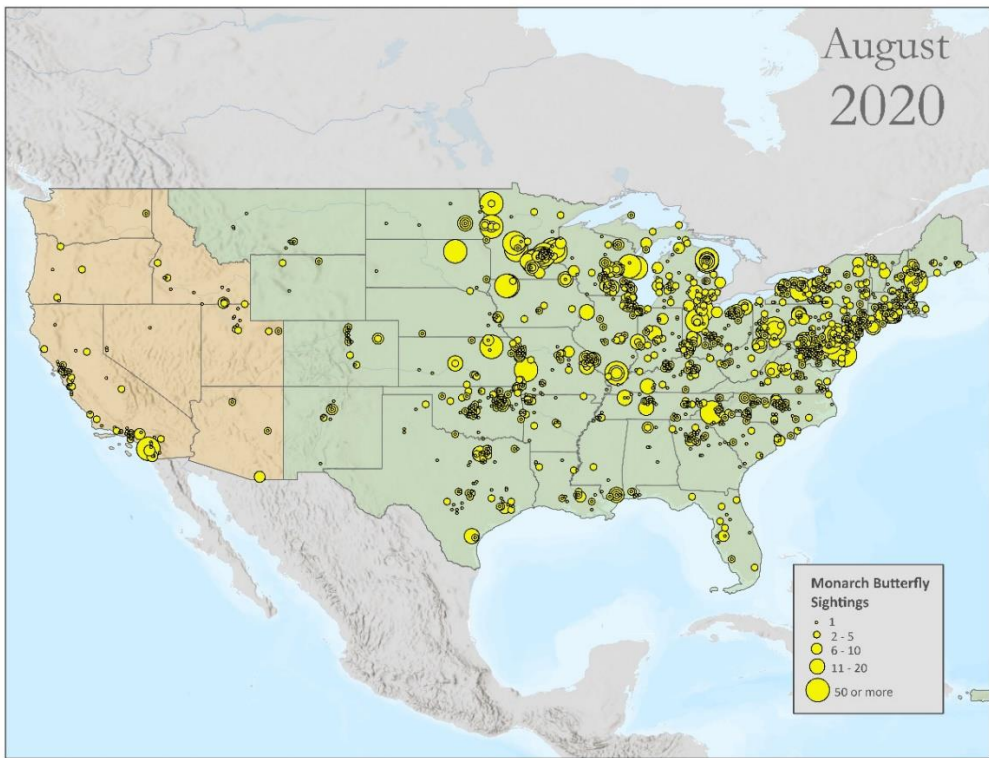 August
2020
Monarch Butterfly
Sightings
1
2 - 5
6 - 10
11 - 20
50 or more